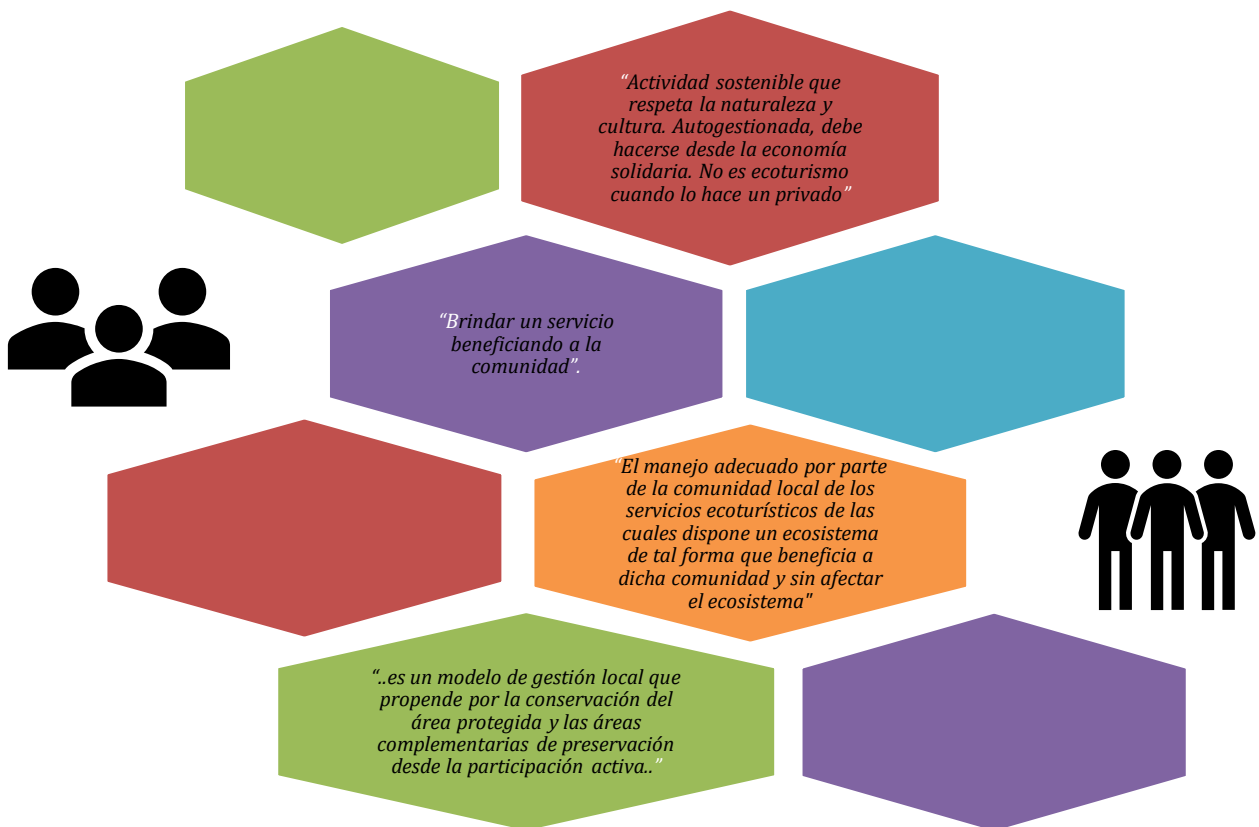 “Actividad sostenible que
respeta la naturaleza y
cultura. Autogestionada, debe
hacerse desde la economía
solidaria. No es ecoturismo
cuando lo hace un privado”
“Brindar un servicio
beneficiando a la
comunidad”.
“El manejo adecuado por parte
de la comunidad local de los
servicios ecoturísticos de las
cuales dispone un ecosistema
de tal forma que beneficia a
dicha comunidad y sin afectar
el ecosistema"
“..es un modelo de gestión local que
propende por la conservación del
área protegida y las áreas
complementarias de preservación
desde la participación activa..”